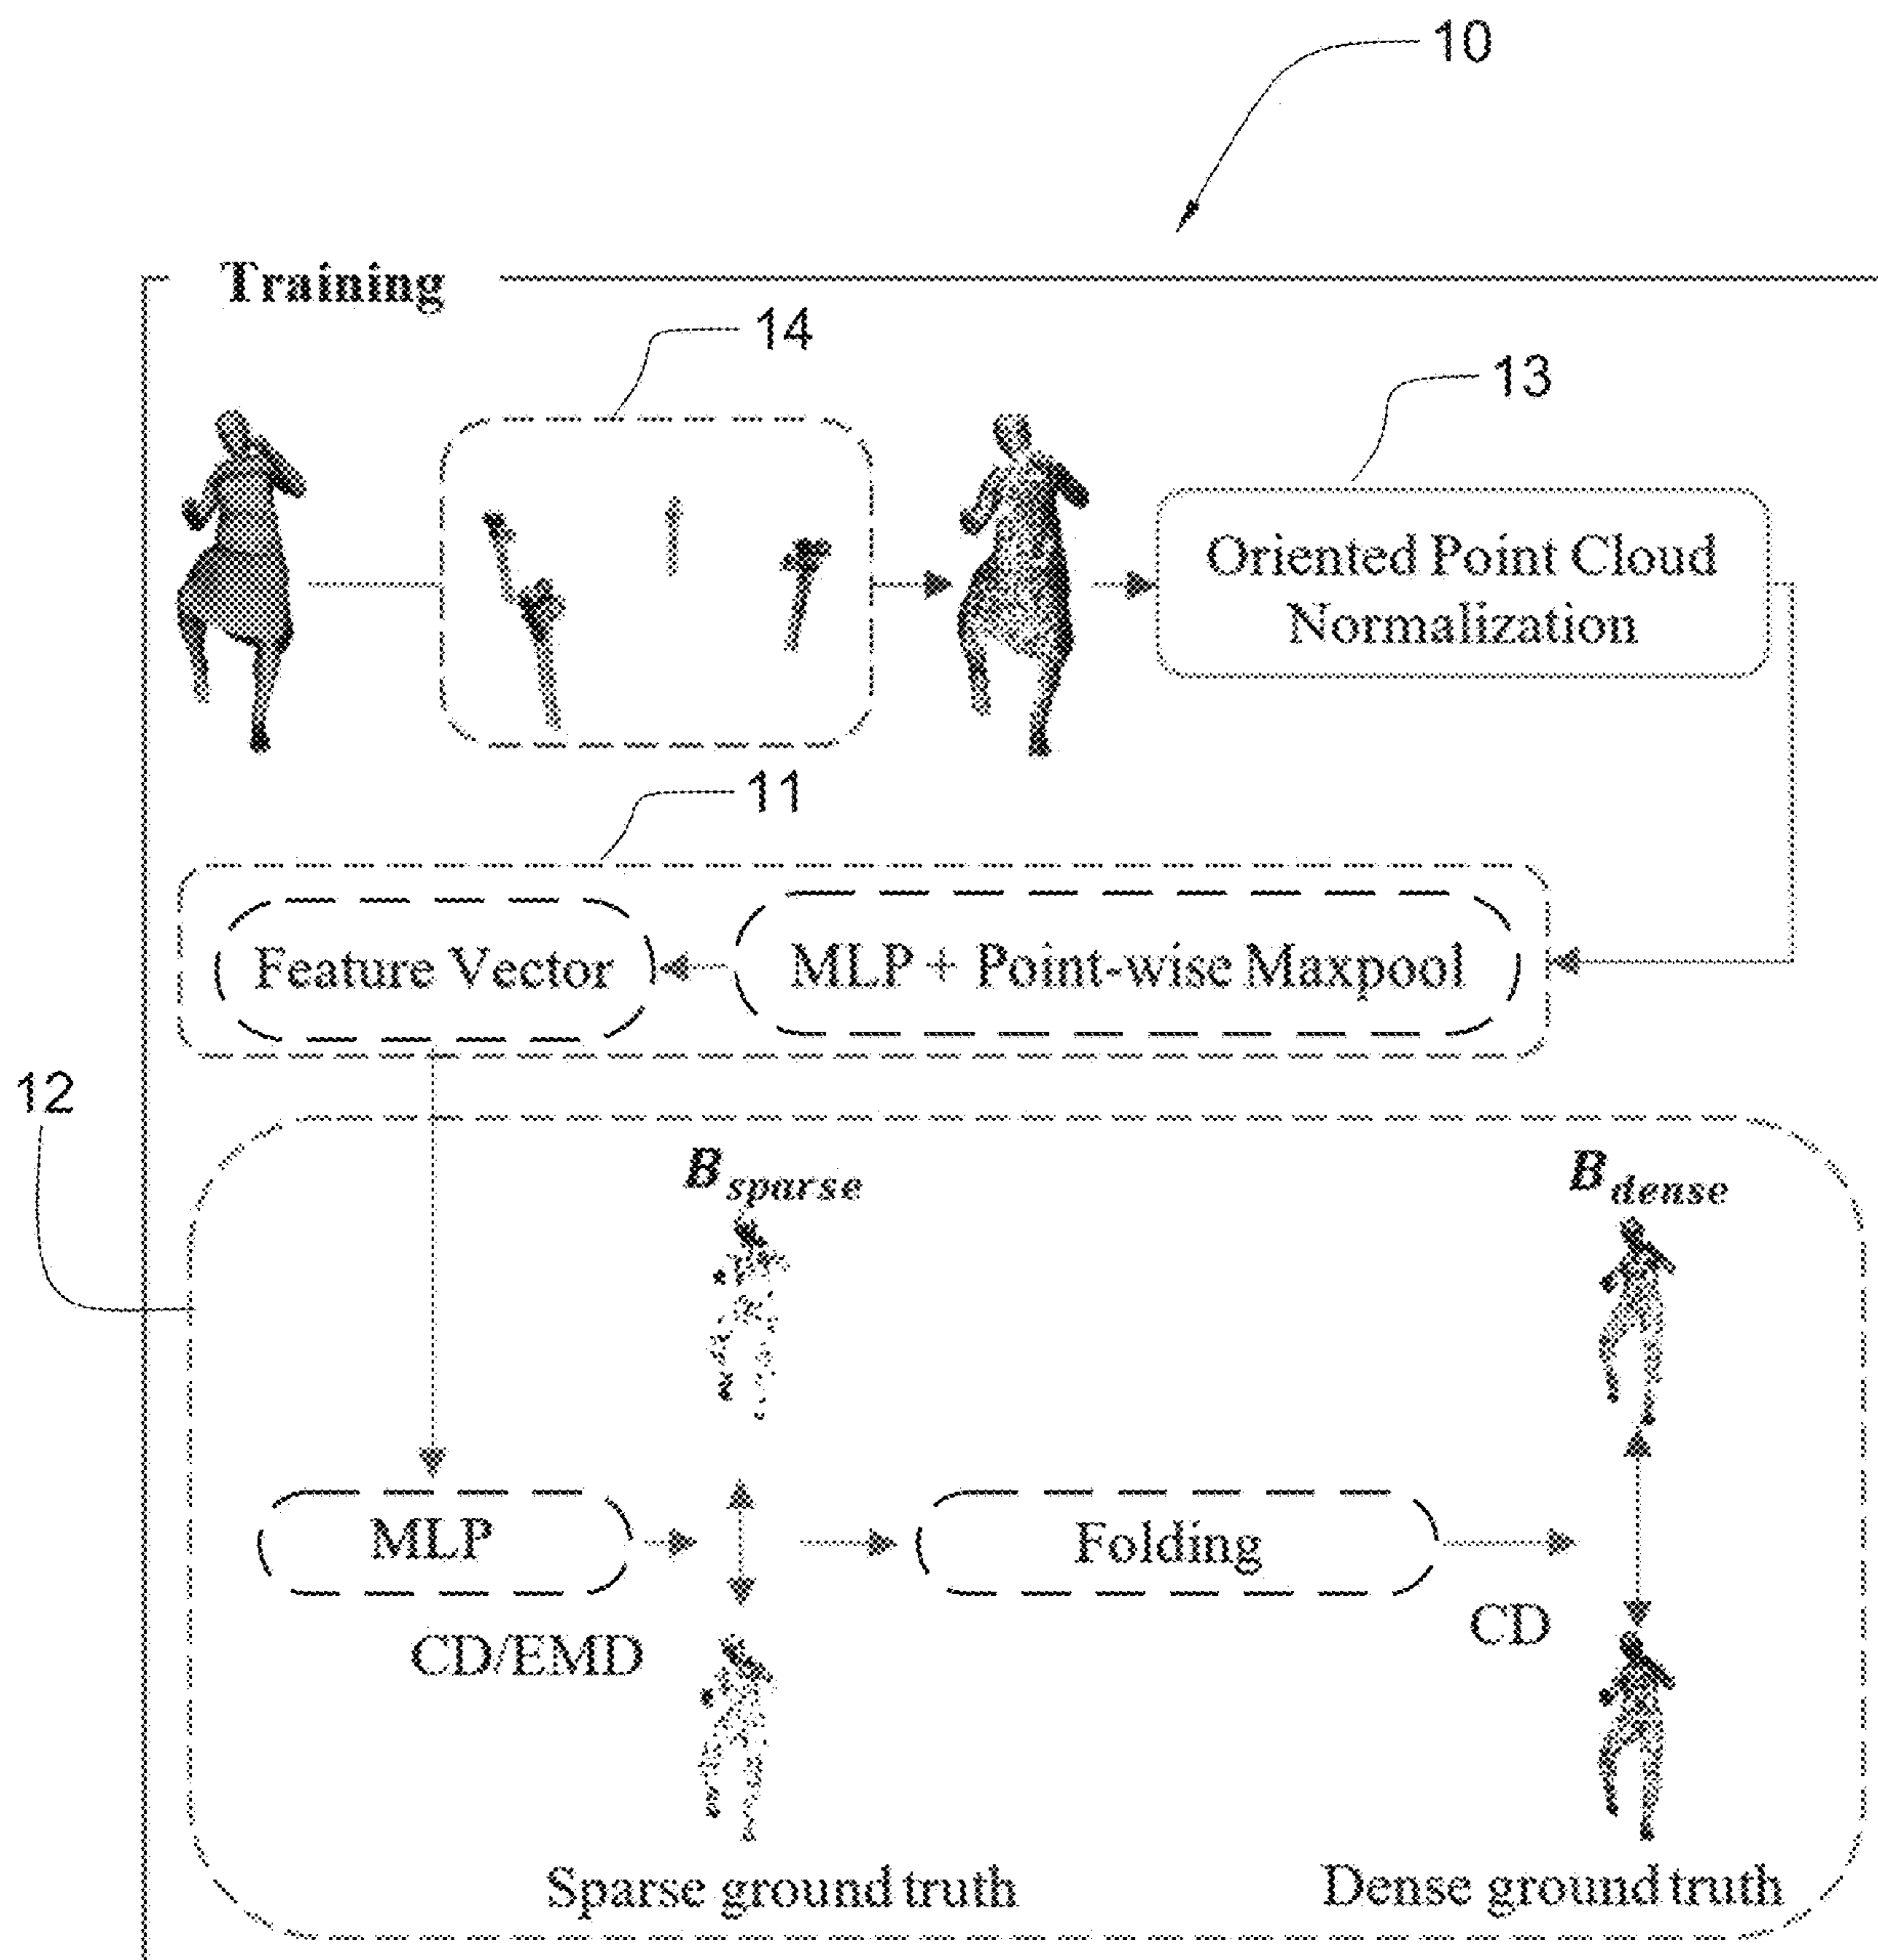 10
Training
14
13
Oriented Point Cloud
Normalization
11
Feature Vector
MLP + Point-wise Maxpool
12
B sparse
B dense
MLP
Folding
CD/EMD
CD
Sparse ground truth
Dense ground truth